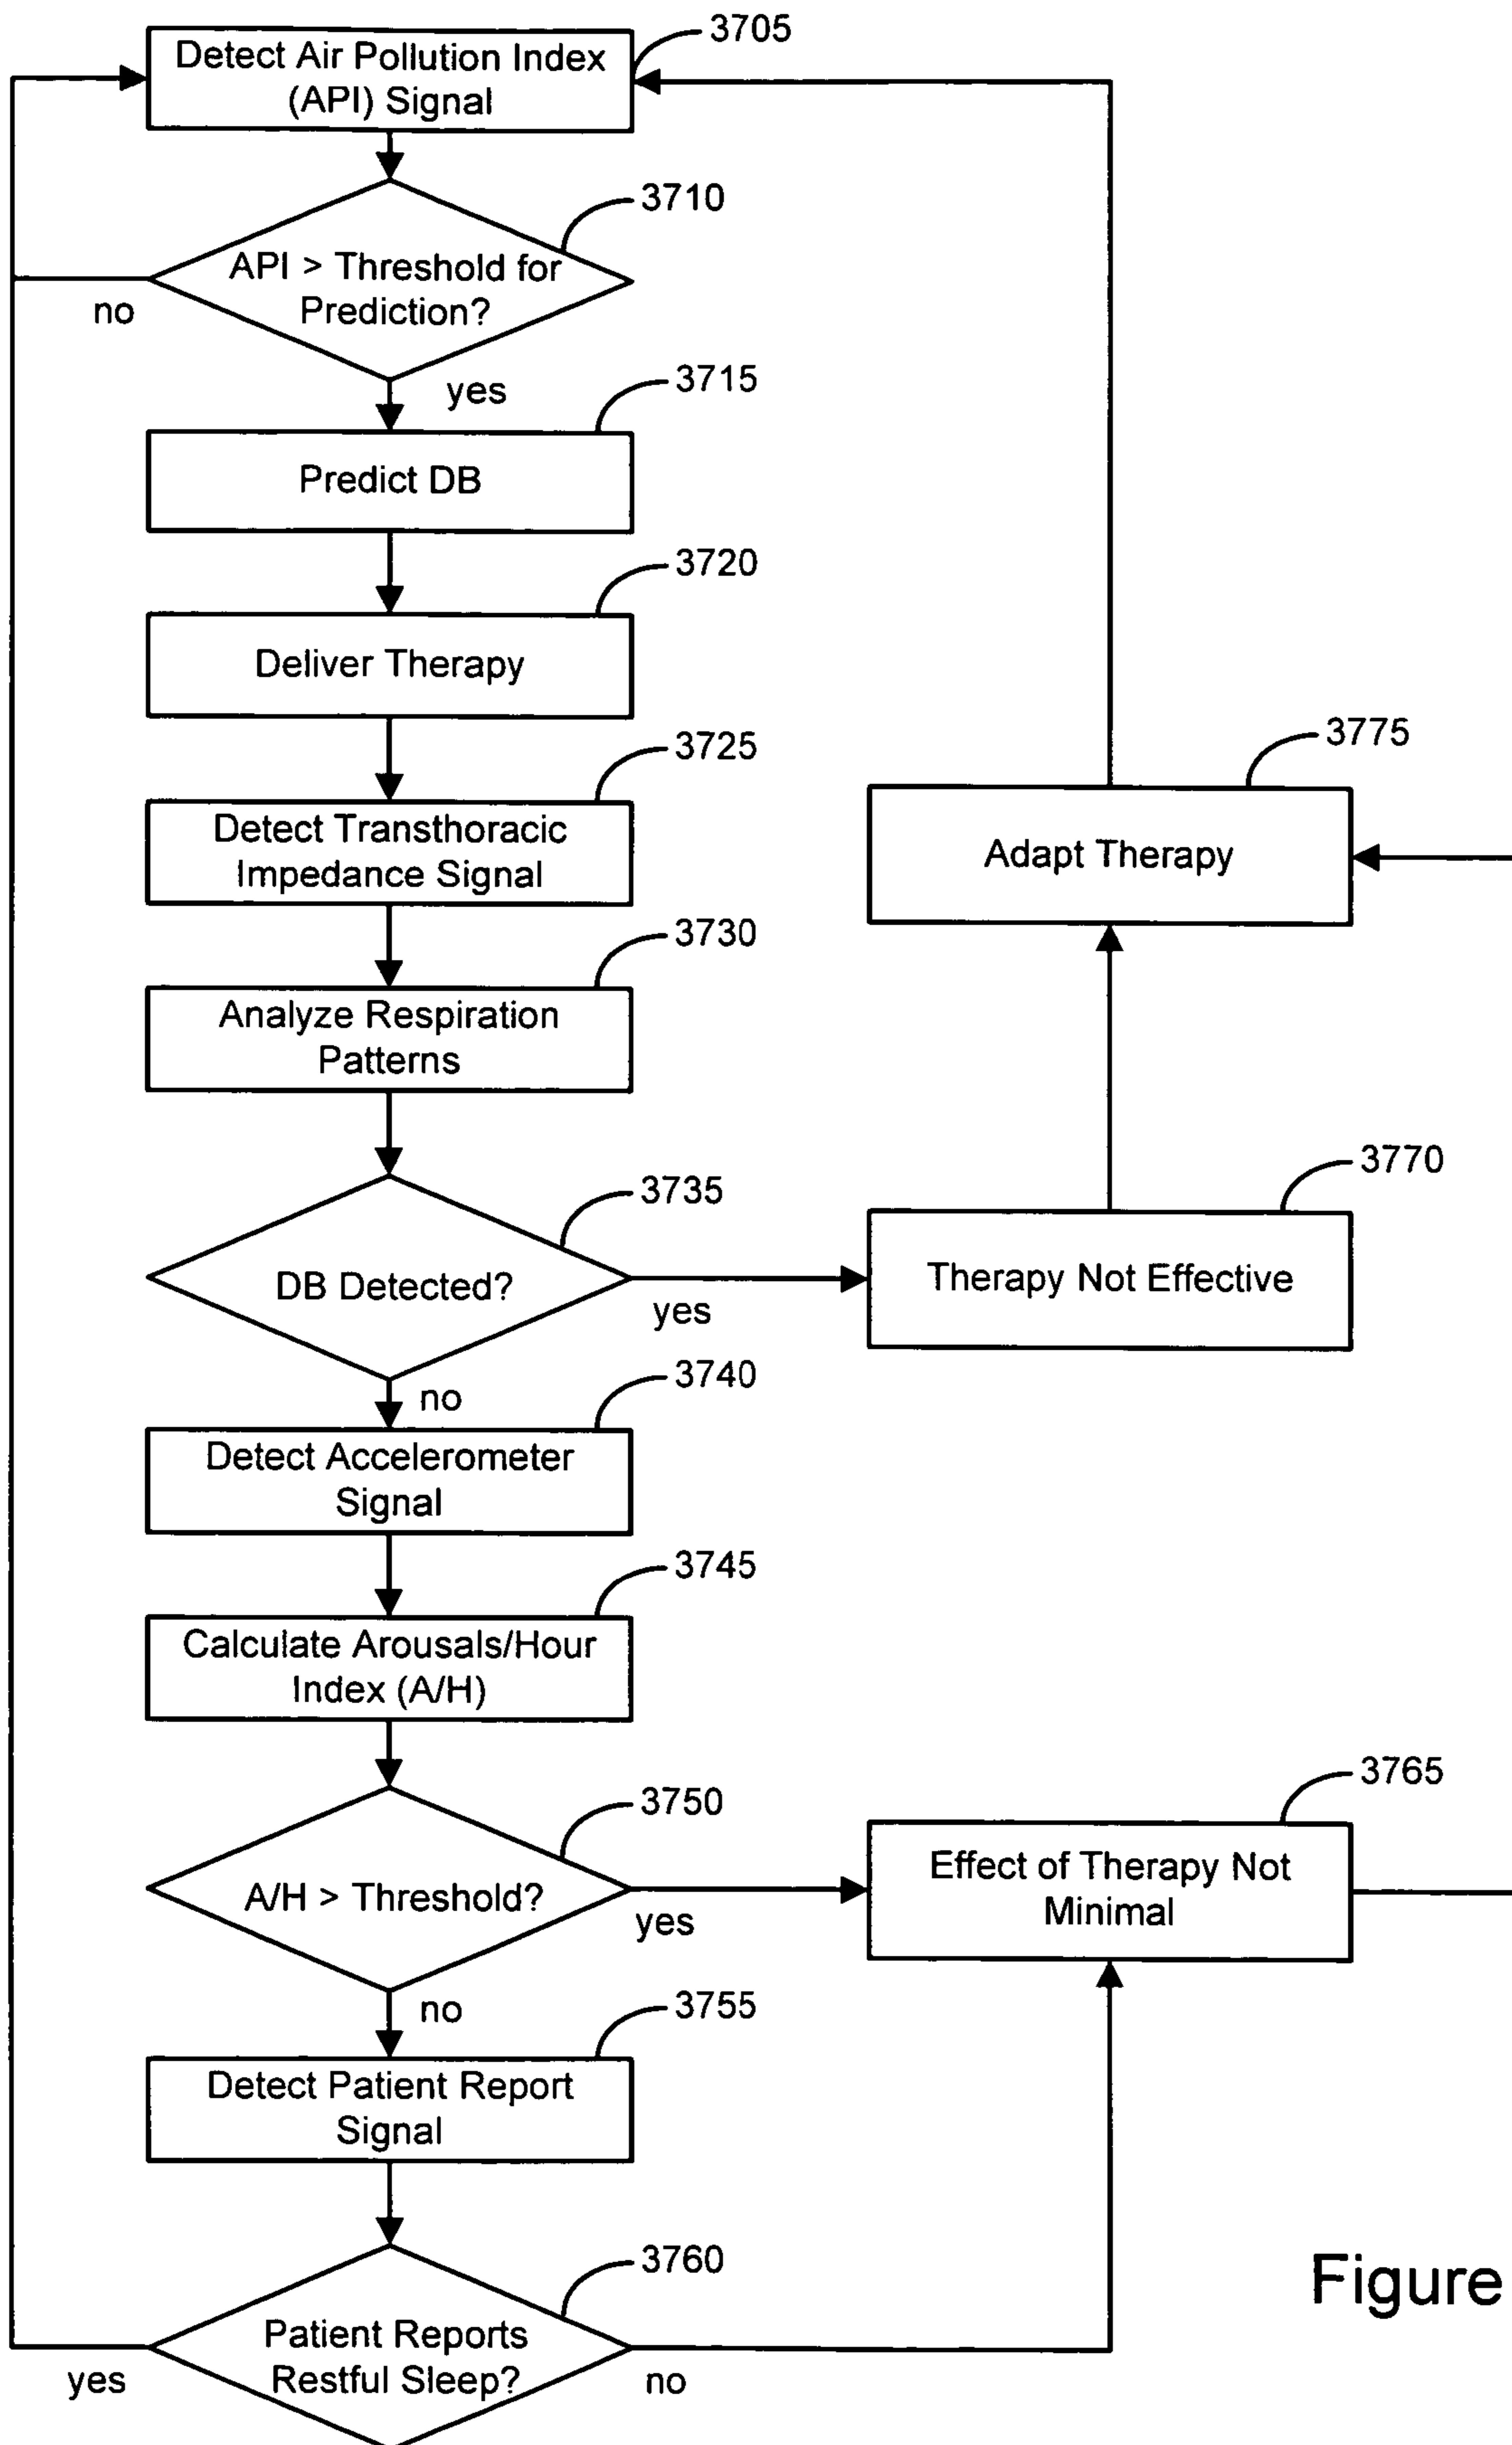 3705
Detect Air Pollution Index
(API) Signal
3710
API > Threshold for
Prediction?
no
yes
3715
Predict DB
3720
Deliver Therapy
3725
Detect Transthoracic
Impedance Signal
3775
Adapt Therapy
3730
Analyze Respiration
Patterns
3735
DB Detected?
yes
no
3770
Therapy Not Effective
3740
Detect Accelerometer
Signal
3745
Calculate Arousals/Hour
Index (A/H)
3750
A/H > Threshold?
yes
no
3765
Effect of Therapy Not
Minimal
3755
Detect Patient Report
Signal
3760
Patient Reports
Restful Sleep?
yes
no
Figure